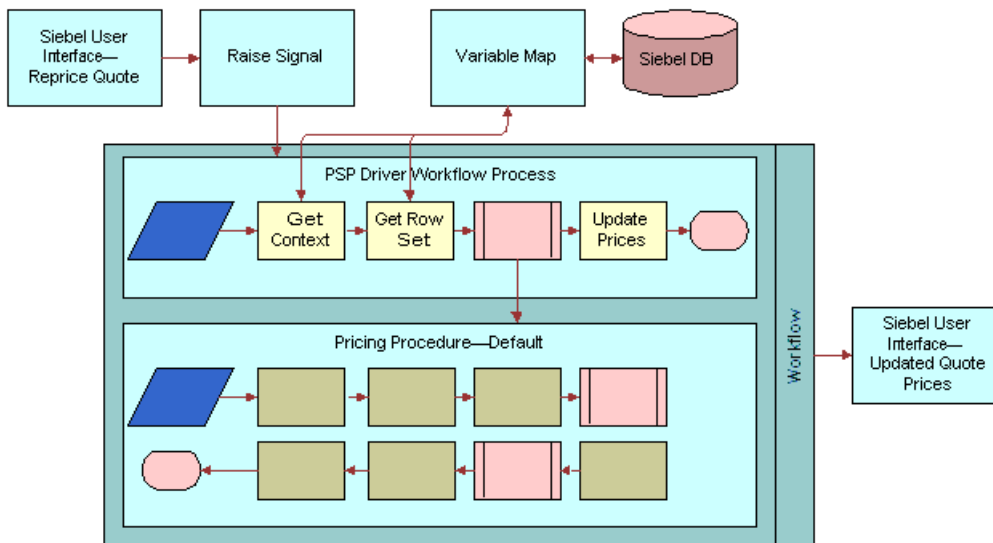 Siebel User
Interface—
Reprice Quote
Raise Signal
Variable Map
Siebel DB
PSP Driver Workflow Process
Get
Context
Get Row
Set
Update
Prices
Pricing Procedure—Default
Workflow
Siebel User
Interface—
Updated Quote
Prices